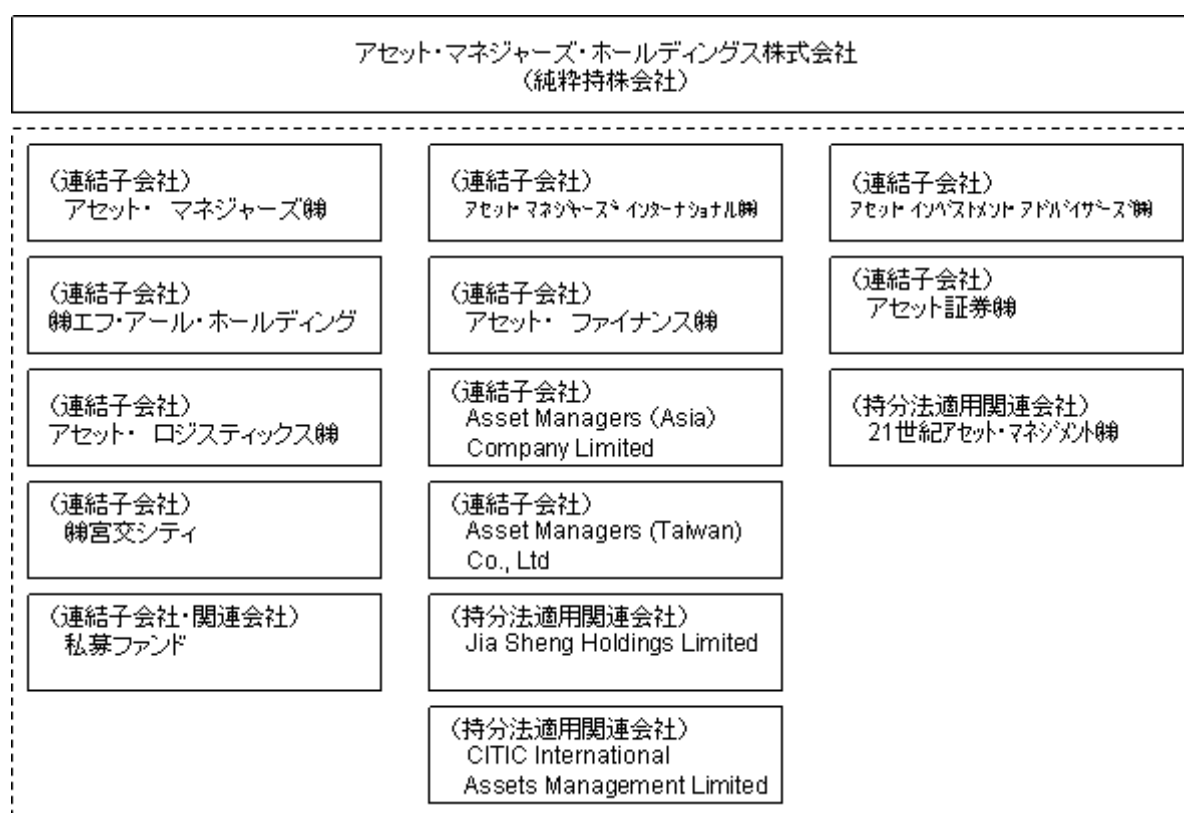 アセット・マネジャーズ・ホールディングス株式会社
（純粋持株会社）
（連結子会社）
アセット・　マネジャーズ㈱
（連結子会社）
㈱エフ・アール・ホールディング
（連結子会社）
アセット・　ロジスティックス㈱
（連結子会社）
㈱宮交シティ
（連結子会社・関連会社）
私募ファンド
（連結子会社）
ｱｾｯﾄ･ﾏﾈｼﾞｬｰｽﾞ･ｲﾝﾀｰﾅｼｮﾅﾙ㈱
（連結子会社）
アセット・　ファイナンス㈱
（連結子会社）
Asset Managers (Asia)
Company Limited
（連結子会社）
Asset Managers (Taiwan)
Co., Ltd
（持分法適用関連会社）
Jia Sheng Holdings Limited
（持分法適用関連会社）
CITIC International
Assets Management Limited
（連結子会社）
ｱｾｯﾄ･ｲﾝﾍﾞｽﾄﾒﾝﾄ･ｱﾄﾞﾊﾞｲｻﾞｰｽﾞ㈱
（連結子会社）
アセット証券㈱
（持分法適用関連会社）
21世紀アセット・マネジメント㈱